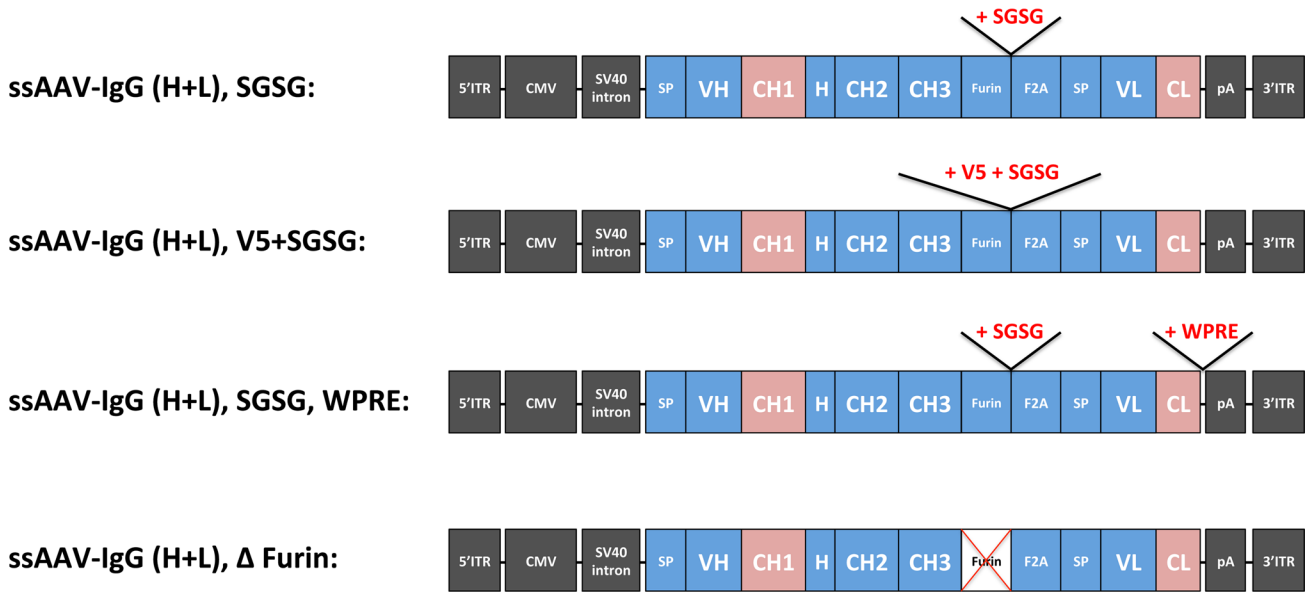 + SGSG
ssAAV-IgG (H+L), SGSG: 5’ITR CMV SV40 intron SP VH CH1 H CH2 CH3 Furin F2A SP VL CL pA 3’ITR
+ V5 + SGSG
ssAAV-IgG (H+L), V5+SGSG: 5’ITR CMV SV40 intron SP VH CH1 H CH2 CH3 Furin F2A SP VL CL pA 3’ITR
+ SGSG + WPRE
ssAAV-IgG (H+L), SGSG, WPRE: 5’ITR CMV SV40 intron SP VH CH1 H CH2 CH3 Furin F2A SP VL CL pA 3’ITR
ssAAV-IgG (H+L), Δ Furin: 5’ITR CMV SV40 intron SP VH CH1 H CH2 CH3 Furin F2A SP VL CL pA 3’ITR